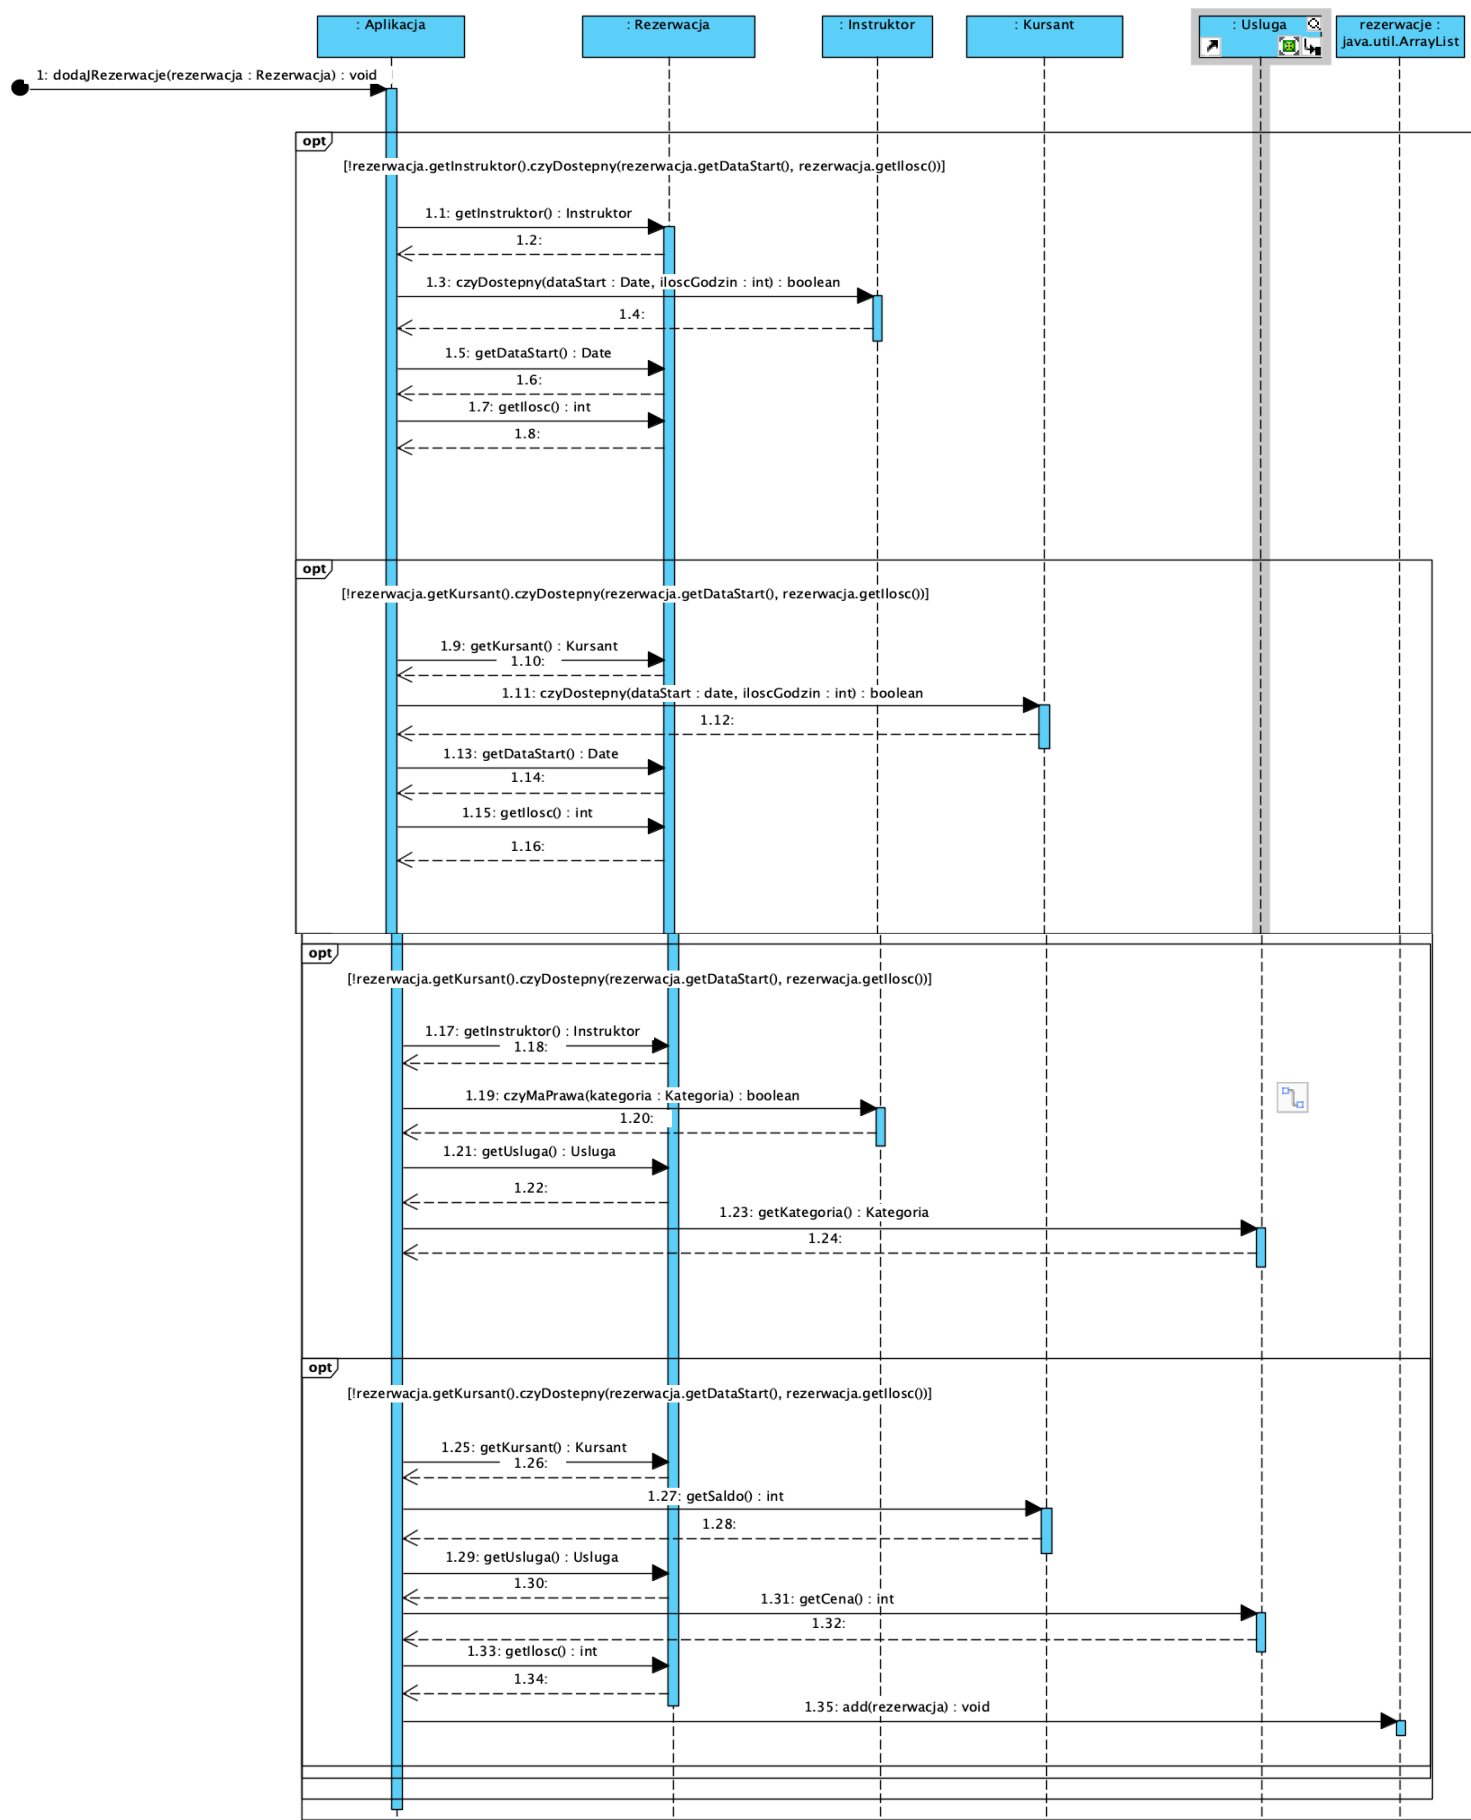 : Aplikacja
: Rezerwacja
: Instruktor
: Kursant
: Usluga
rezerwacje :
java.util.ArrayList
1: dodaJRezerwacje(rezerwacja : Rezerwacja) : void
opt
[!rezerwacja.getInstruktor().czyDostepny(rezerwacja.getDataStart(), rezerwacja.getIlosc())]
1.1: getInstruktor() : Instruktor
1.2:
1.3: czyDostepny(dataStart : Date, iloscGodzin : int) : boolean
1.4:
1.5: getDataStart() : Date
1.6:
1.7: getIlosc() : int
1.8:
opt
[!rezerwacja.getKursant().czyDostepny(rezerwacja.getDataStart(), rezerwacja.getIlosc())]
1.9: getKursant() : Kursant
1.10:
1.11: czyDostepny(dataStart : date, iloscGodzin : int) : boolean
1.12:
1.13: getDataStart() : Date
1.14:
1.15: getIlosc() : int
1.16:
opt
[!rezerwacja.getKursant().czyDostepny(rezerwacja.getDataStart(), rezerwacja.getIlosc())]
1.17: getInstruktor() : Instruktor
1.18:
1.19: czyMaPrawa(kategoria : Kategoria) : boolean
1.20:
1.21: getUsluga() : Usluga
1.22:
1.23: getKategoria() : Kategoria
1.24:
opt
[!rezerwacja.getKursant().czyDostepny(rezerwacja.getDataStart(), rezerwacja.getIlosc())]
1.25: getKursant() : Kursant
1.26:
1.27: getSaldo() : int
1.28:
1.29: getUsluga() : Usluga
1.30:
1.31: getCena() : int
1.32:
1.33: getIlosc() : int
1.34:
1.35: add(rezerwacja) : void